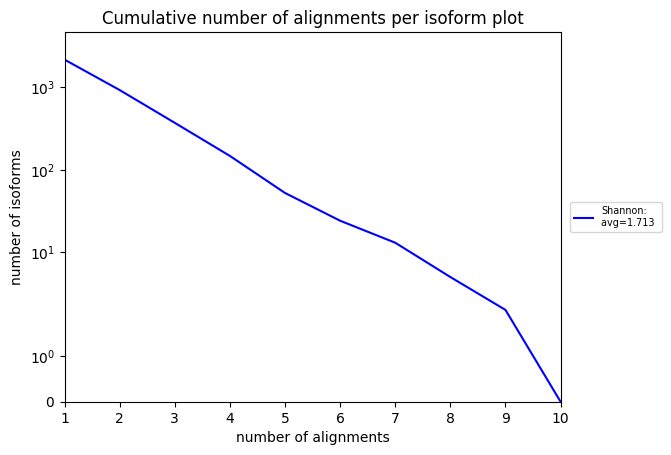 Cumulative number of alignments per isoform plot
number of isoforms
10³
10²
10¹
10⁰
0
1 2 3 4 5 6 7 8 9 10
number of alignments
Shannon:
avg=1.713